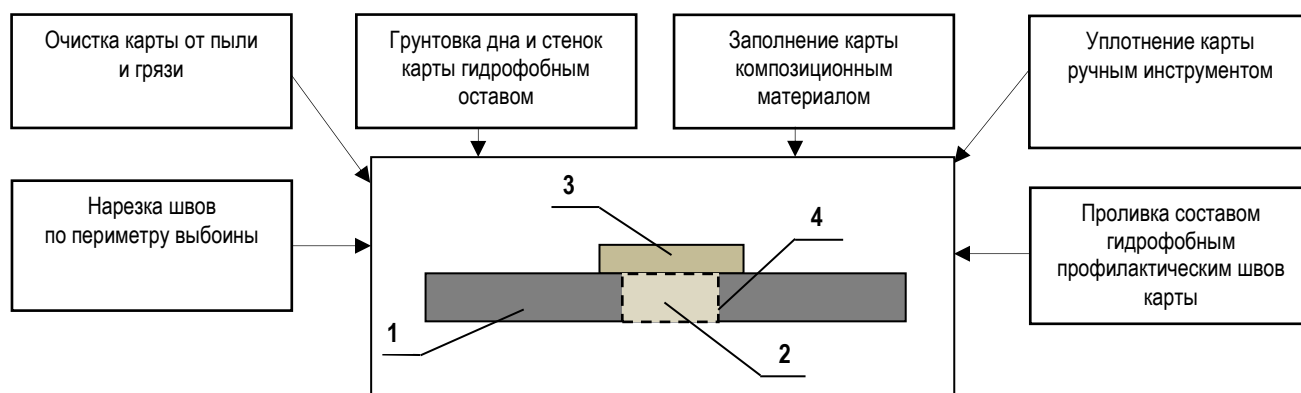 Очистка карты от пыли
и грязи
Грунтовка дна и стенок
карты гидрофобным
оставом
Заполнение карты
композиционным
материалом
Уплотнение карты
ручным инструментом
Нарезка швов
по периметру выбоины
Проливка составом
гидрофобным
профилактическим швов
карты
3
4
1
2